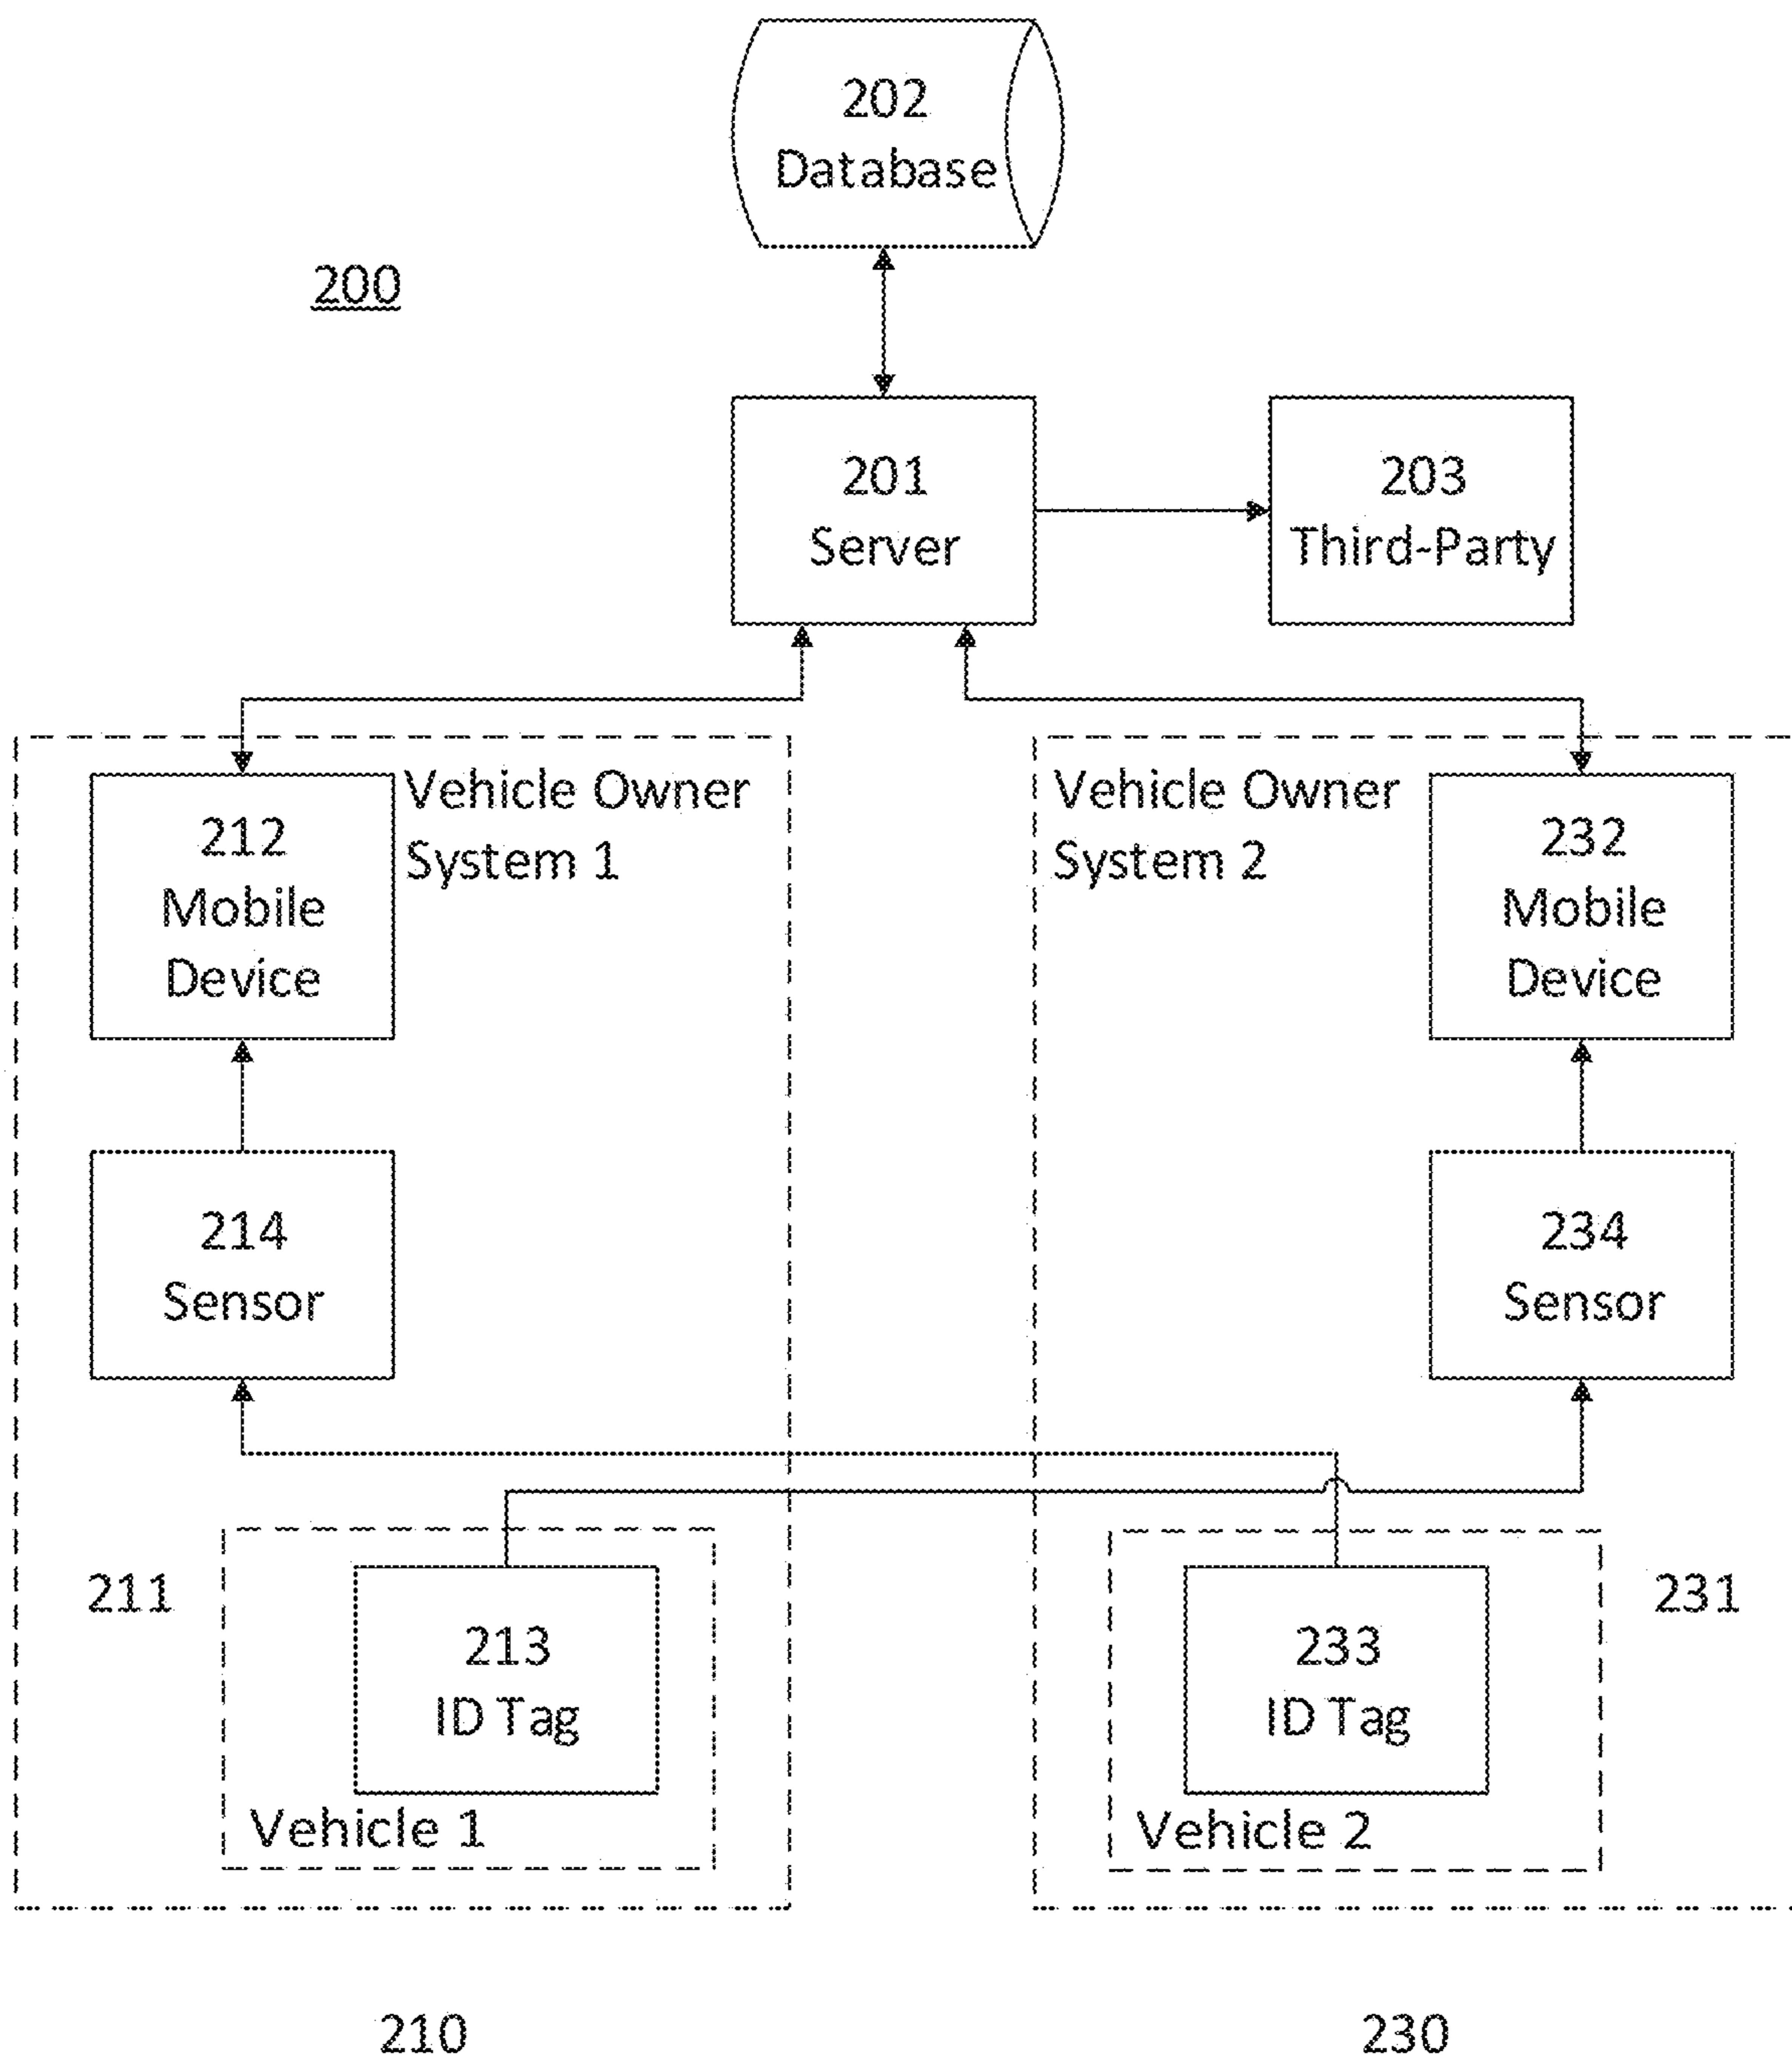 202
Database
200
201
Server
203
Third-Party
212
Mobile
Device
Vehicle Owner
System 1
Vehicle Owner
System 2
232
Mobile
Device
214
Sensor
234
Sensor
211
213
ID Tag
Vehicle 1
233
ID Tag
Vehicle 2
231
210
230